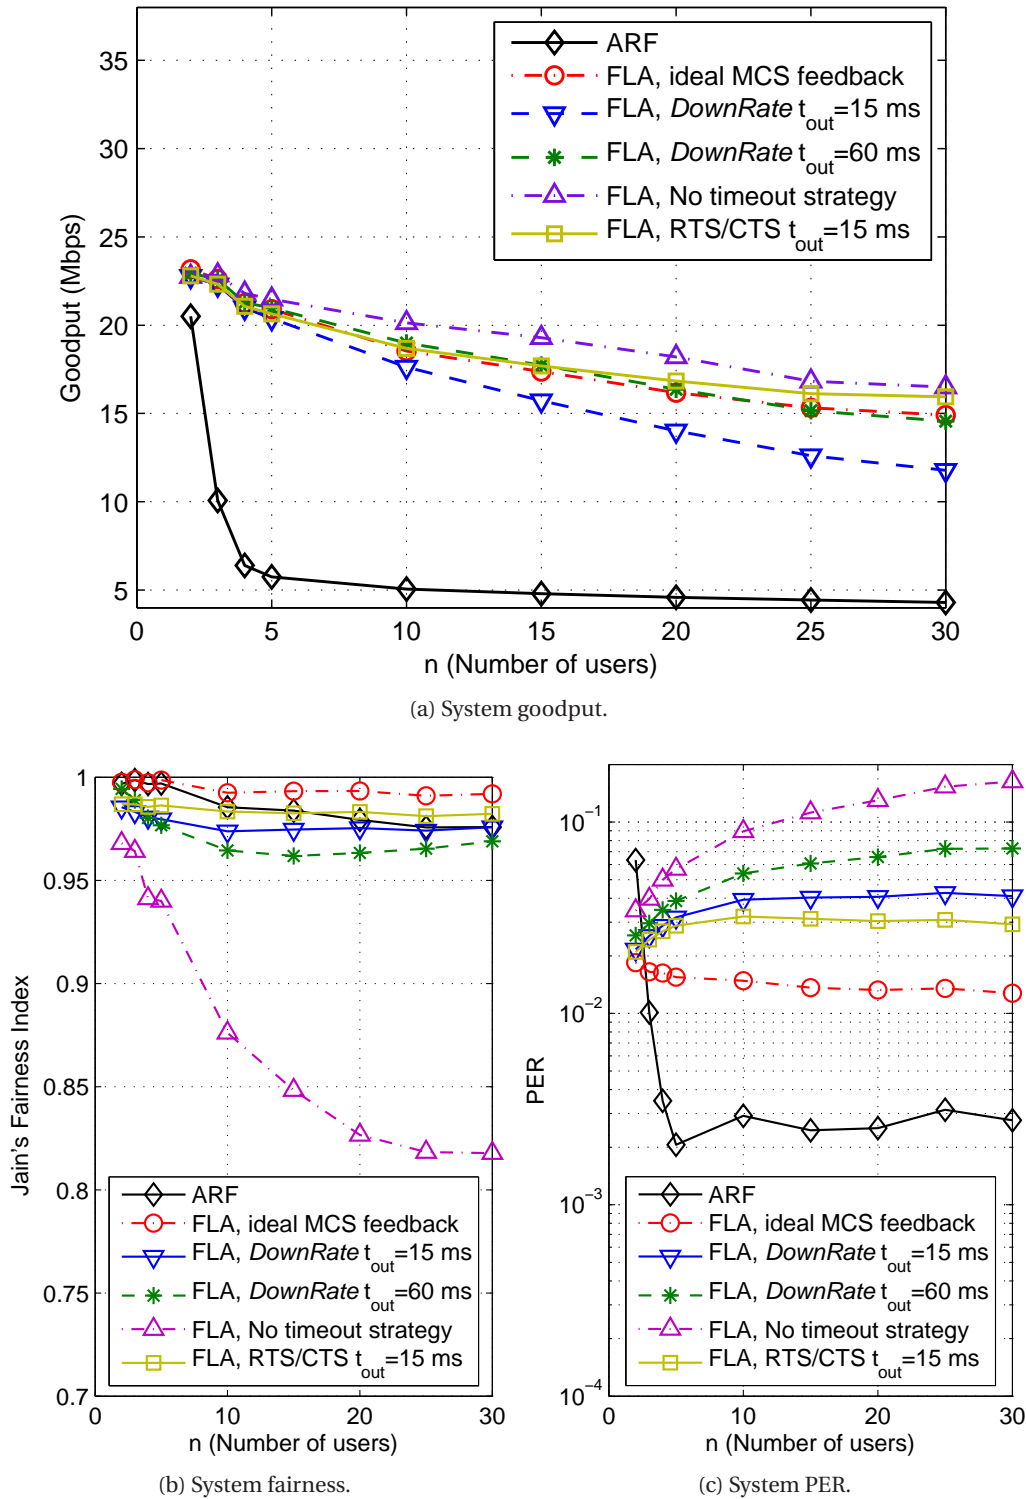 35
30
25
20
15
10
5
0
5
10
15
20
25
30
Goodput (Mbps)
n (Number of users)
ARF
FLA, ideal MCS feedback
FLA, DownRate t_out=15 ms
FLA, DownRate t_out=60 ms
FLA, No timeout strategy
FLA, RTS/CTS t_out=15 ms
(a) System goodput.
1
0.95
0.9
0.85
0.8
0.75
0.7
0
10
20
30
Jain's Fairness Index
n (Number of users)
ARF
FLA, ideal MCS feedback
FLA, DownRate t_out=15 ms
FLA, DownRate t_out=60 ms
FLA, No timeout strategy
FLA, RTS/CTS t_out=15 ms
(b) System fairness.
10⁻¹
10⁻²
10⁻³
10⁻⁴
0
10
20
30
PER
n (Number of users)
ARF
FLA, ideal MCS feedback
FLA, DownRate t_out=15 ms
FLA, DownRate t_out=60 ms
FLA, No timeout strategy
FLA, RTS/CTS t_out=15 ms
(c) System PER.